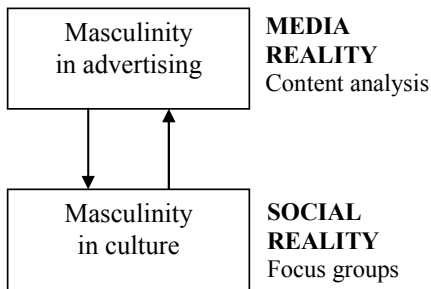 Masculinity
in advertising
MEDIA
REALITY
Content analysis
Masculinity
in culture
SOCIAL
REALITY
Focus groups